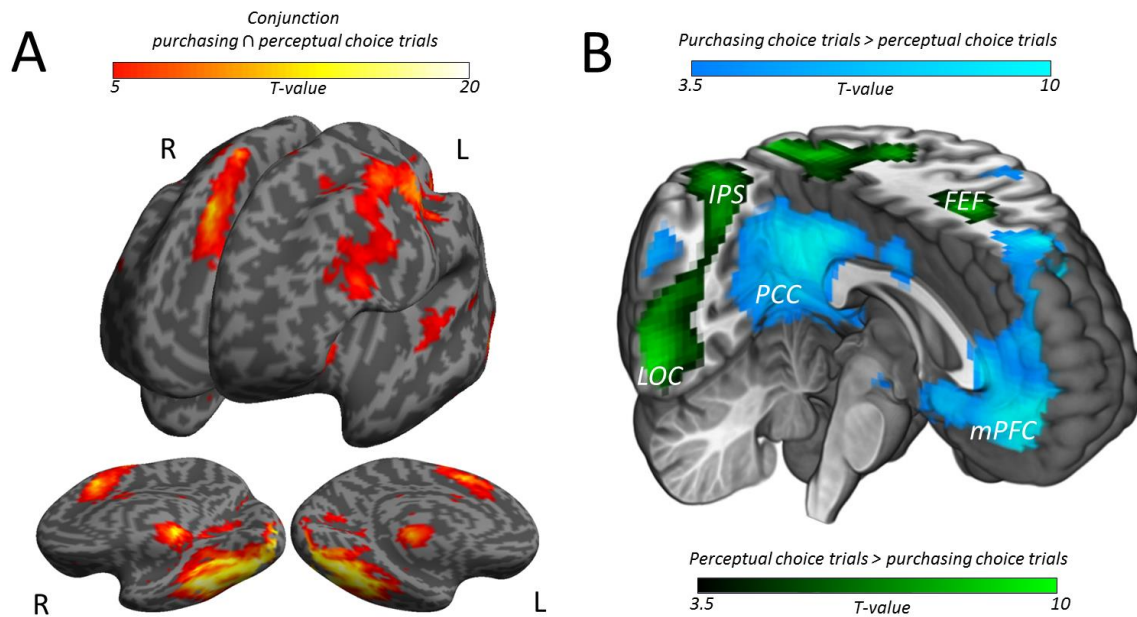 A
Conjunction
purchasing ∩ perceptual choice trials
5
T-value
20
R
L
R
L
B
Purchasing choice trials > perceptual choice trials
3.5
T-value
10
IPS
FEF
PCC
LOC
mPFC
Perceptual choice trials > purchasing choice trials
3.5
T-value
10